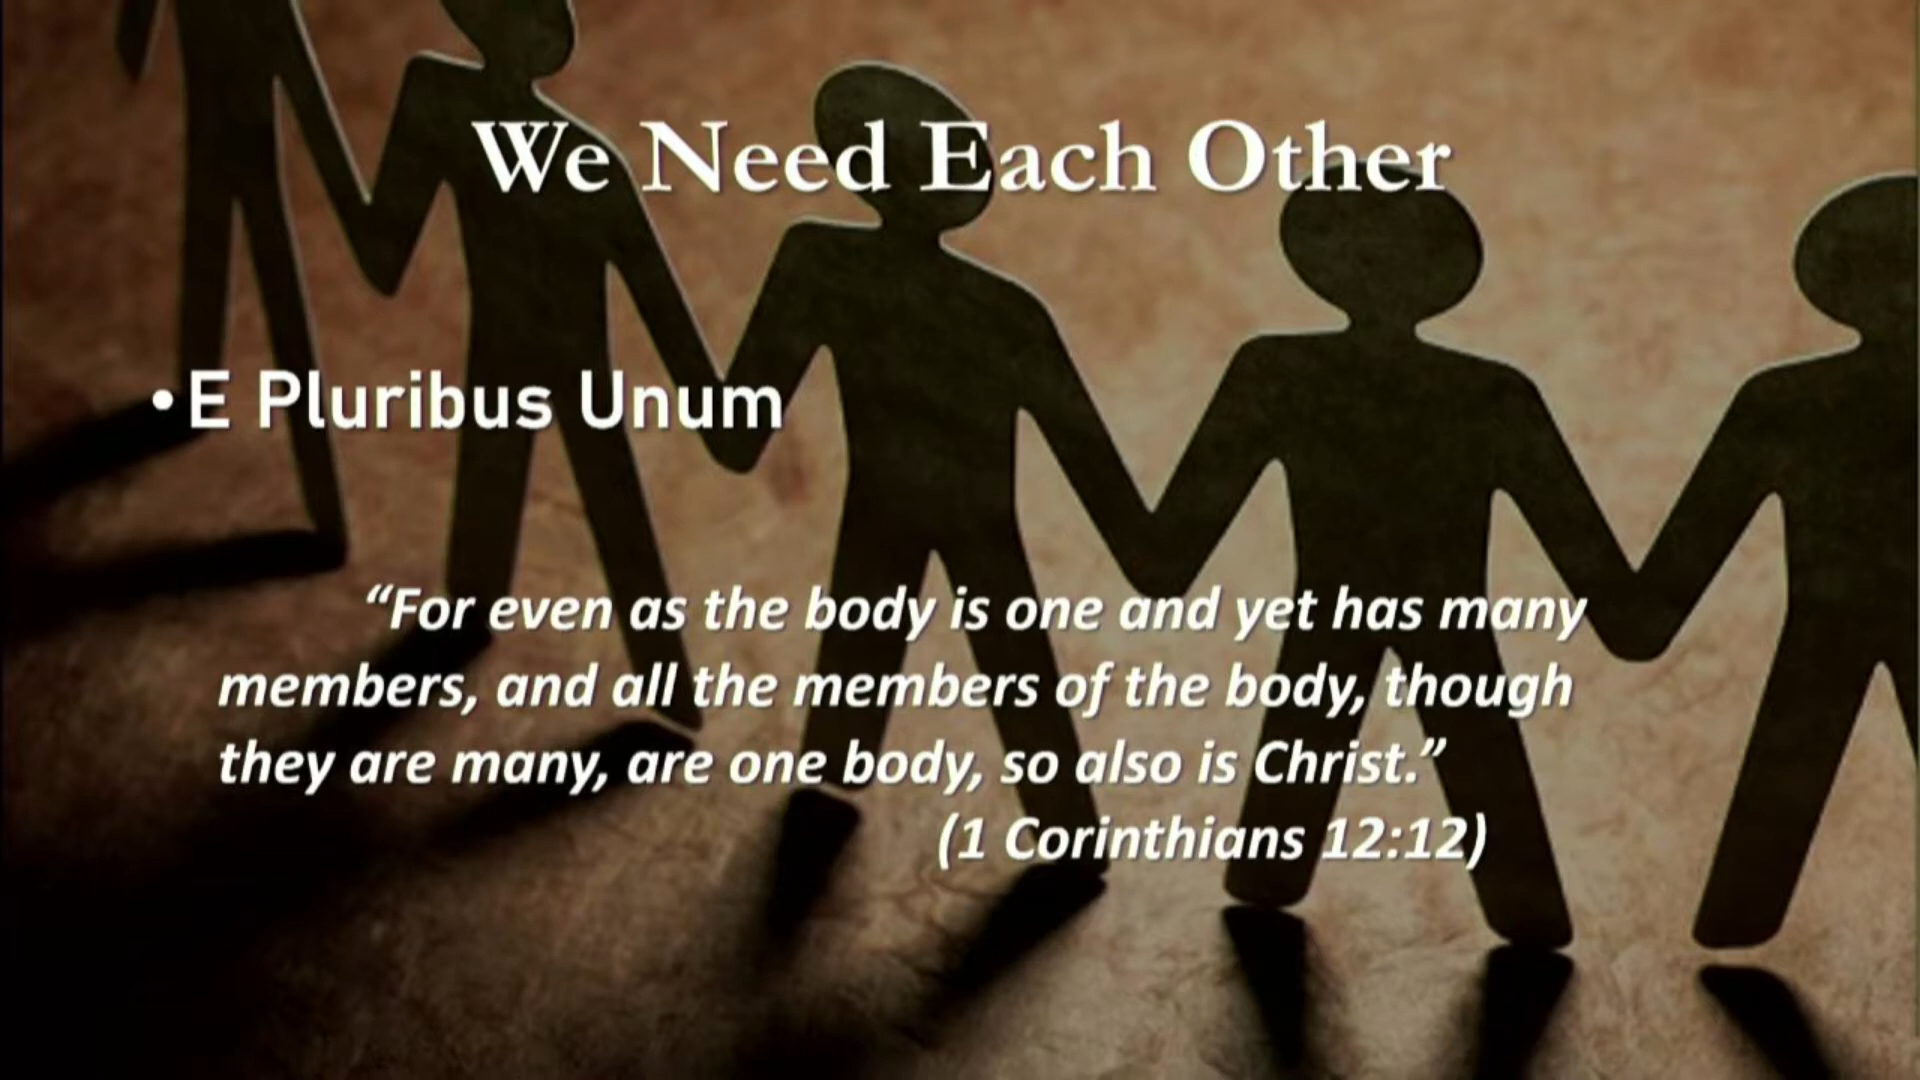 We Need Each Other
• E Pluribus Unum
“For even as the body is one and yet has many
members, and all the members of the body, though
they are many, are one body, so also is Christ.”
(1 Corinthians 12:12)